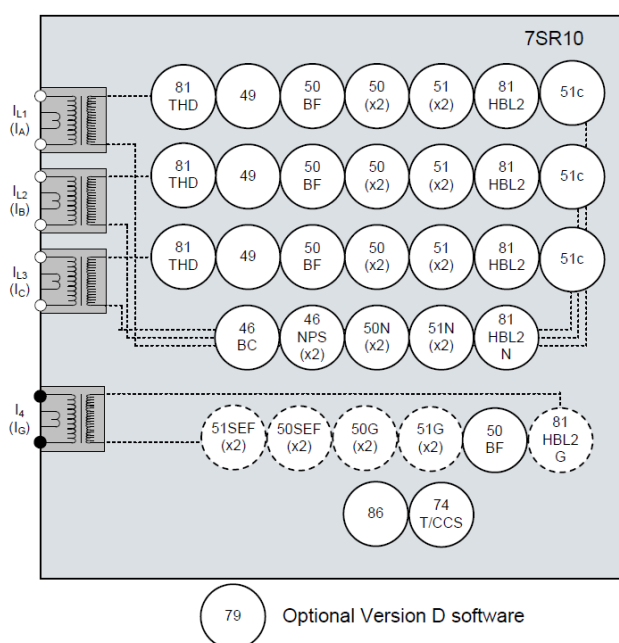 7SR10
IL1
(IA)
81
THD
49
50
BF
50
(x2)
51
(x2)
81
HBL2
51c
IL2
(IB)
81
THD
49
50
BF
50
(x2)
51
(x2)
81
HBL2
51c
IL3
(IC)
81
THD
49
50
BF
50
(x2)
51
(x2)
81
HBL2
51c
46
BC
46
NPS
(x2)
50N
(x2)
51N
(x2)
81
HBL2
N
I4
(IG)
51SEF
(x2)
50SEF
(x2)
50G
(x2)
51G
(x2)
50
BF
81
HBL2
G
86
74
T/CCS
79
Optional Version D software